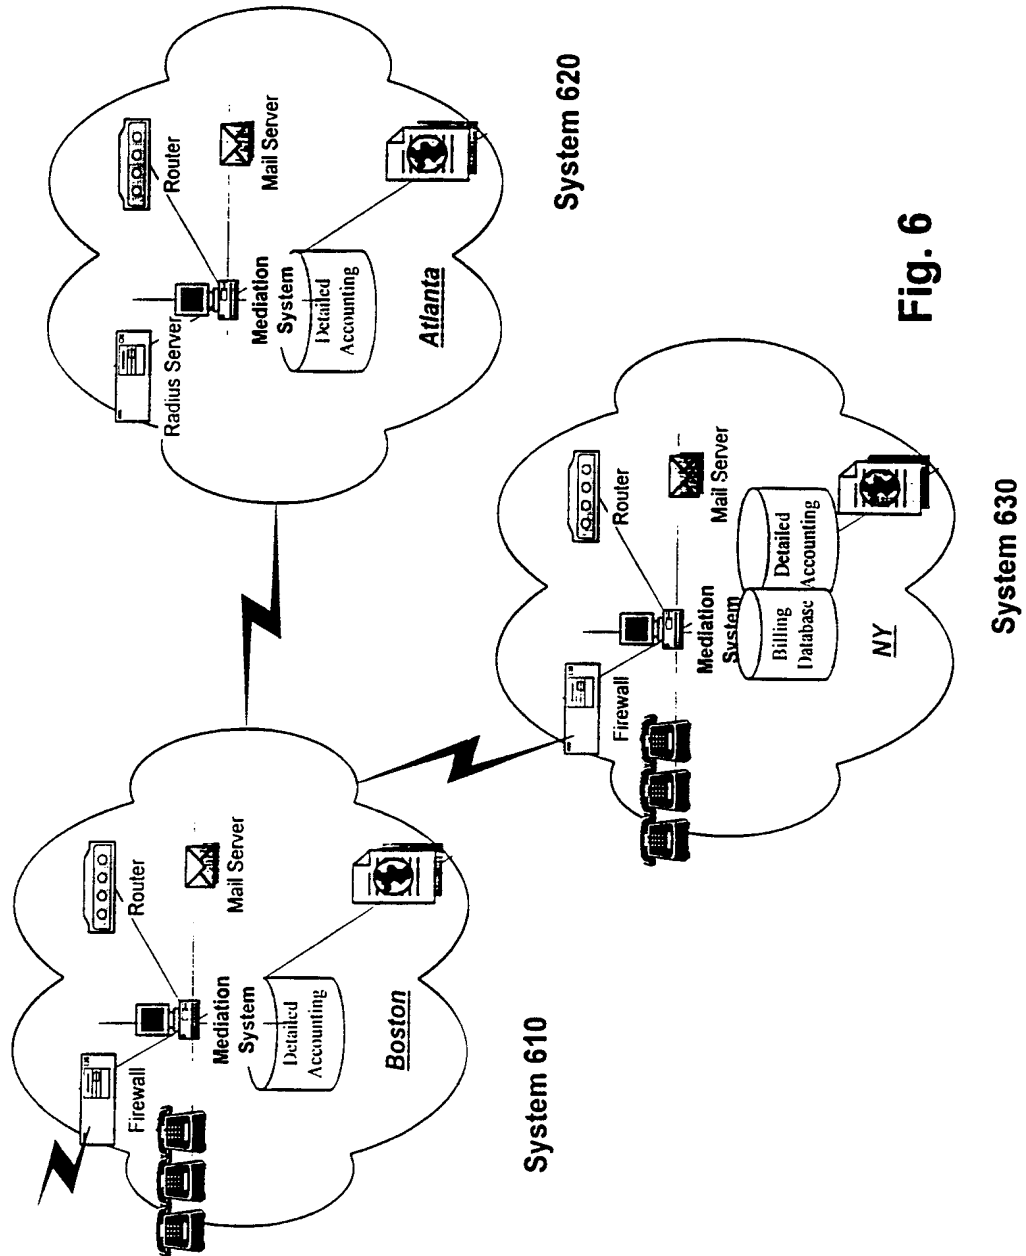 Firewall
Router
Mail Server
Mediation
System
Detailed
Accounting
Boston
System 610
Radius Server
Router
Mail Server
Mediation
System
Detailed
Accounting
Atlanta
System 620
Firewall
Router
Mail Server
Mediation
System
Billing
Database
Detailed
Accounting
NY
System 630
Fig. 6